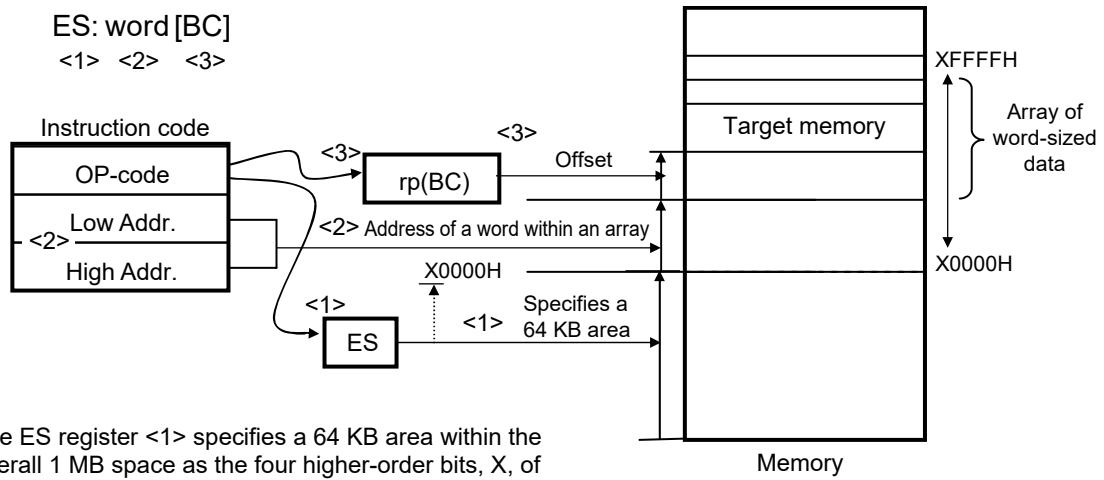 ES: word [BC]
<1> <2> <3>
Instruction code
OP-code
Low Addr.
<2>
High Addr.
<3>
rp(BC)
<3>
Offset
<2> Address of a word within an array
X0000H
<1>
ES
<1>
Specifies a
64 KB area
Target memory
XFFFFH
Array of
word-sized
data
X0000H
Memory
ES register <1> specifies a 64 KB area within the
1 MB space as the four higher-order bits, X, of